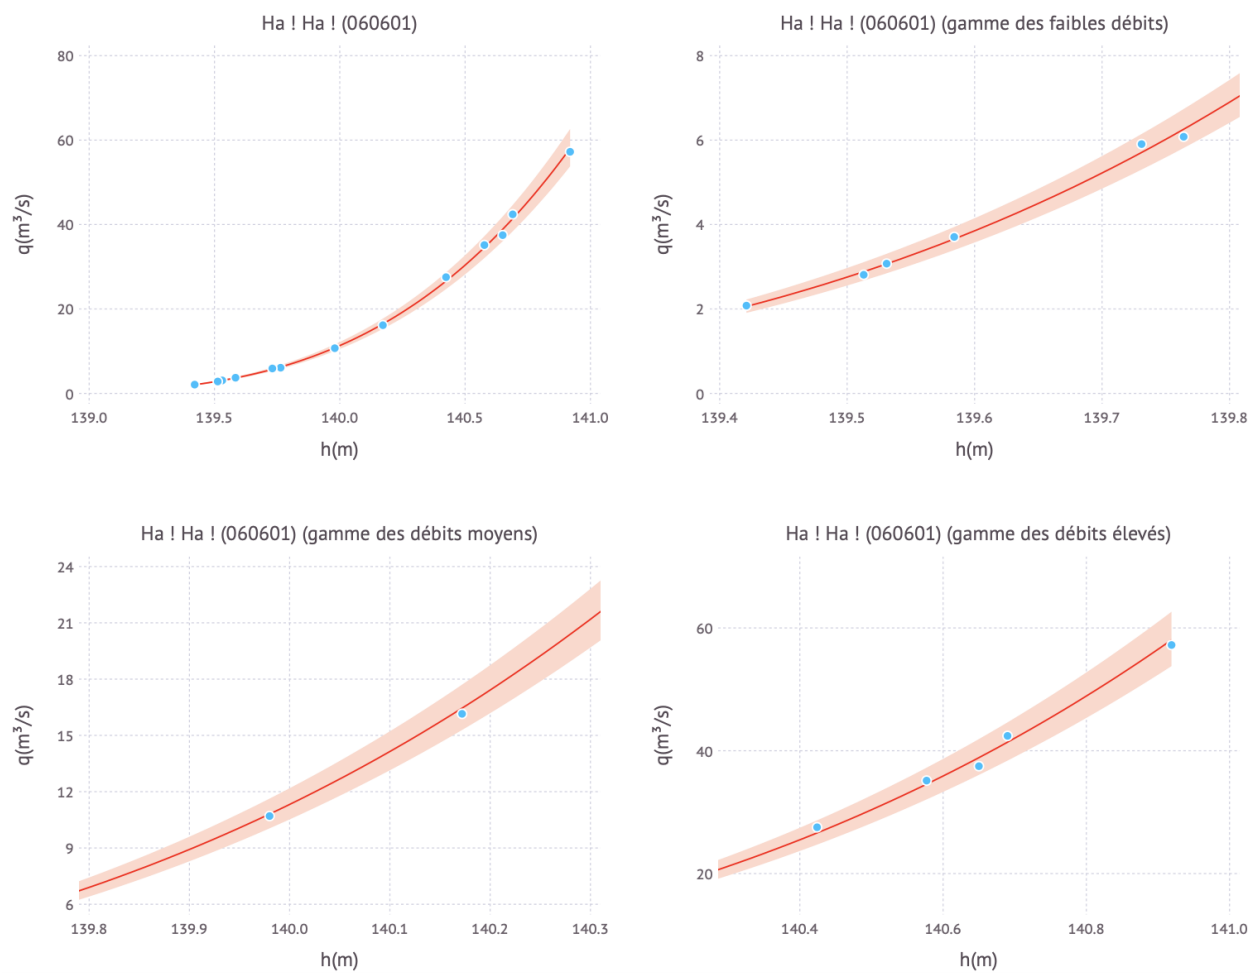 Ha ! Ha ! (060601)
80
60
40
20
0
q(m³/s)
139.0 139.5 140.0 140.5 141.0
h(m)
Ha ! Ha ! (060601) (gamme des faibles débits)
8
6
4
2
0
q(m³/s)
139.4 139.5 139.6 139.7 139.8
h(m)
Ha ! Ha ! (060601) (gamme des débits moyens)
24
21
18
15
12
9
6
q(m³/s)
139.8 139.9 140.0 140.1 140.2 140.3
h(m)
Ha ! Ha ! (060601) (gamme des débits élevés)
60
40
20
q(m³/s)
140.4 140.6 140.8 141.0
h(m)